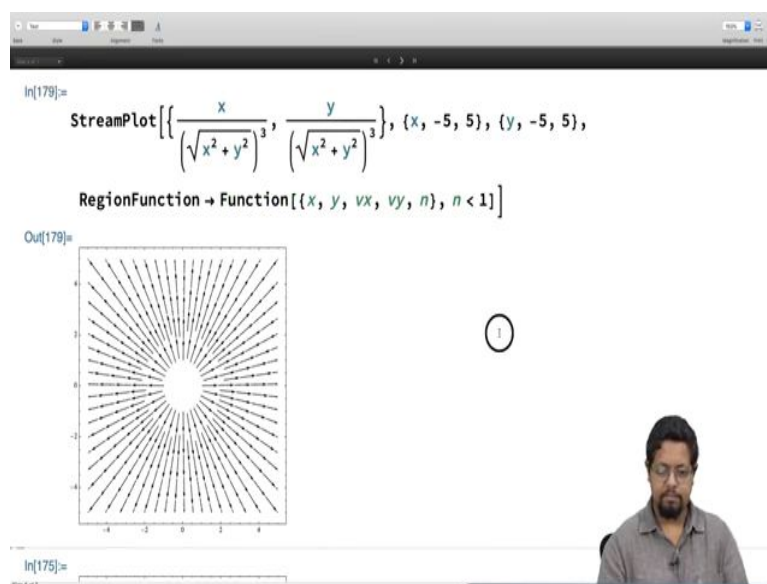 In[179]:=
StreamPlot[{x/(√(x² + y²))³, y/(√(x² + y²))³}, {x, -5, 5}, {y, -5, 5},
RegionFunction → Function[{x, y, vx, vy, n}, n < 1]]
Out[179]=
4
2
0
-2
-4
-4 -2 0 2 4
In[175]:=